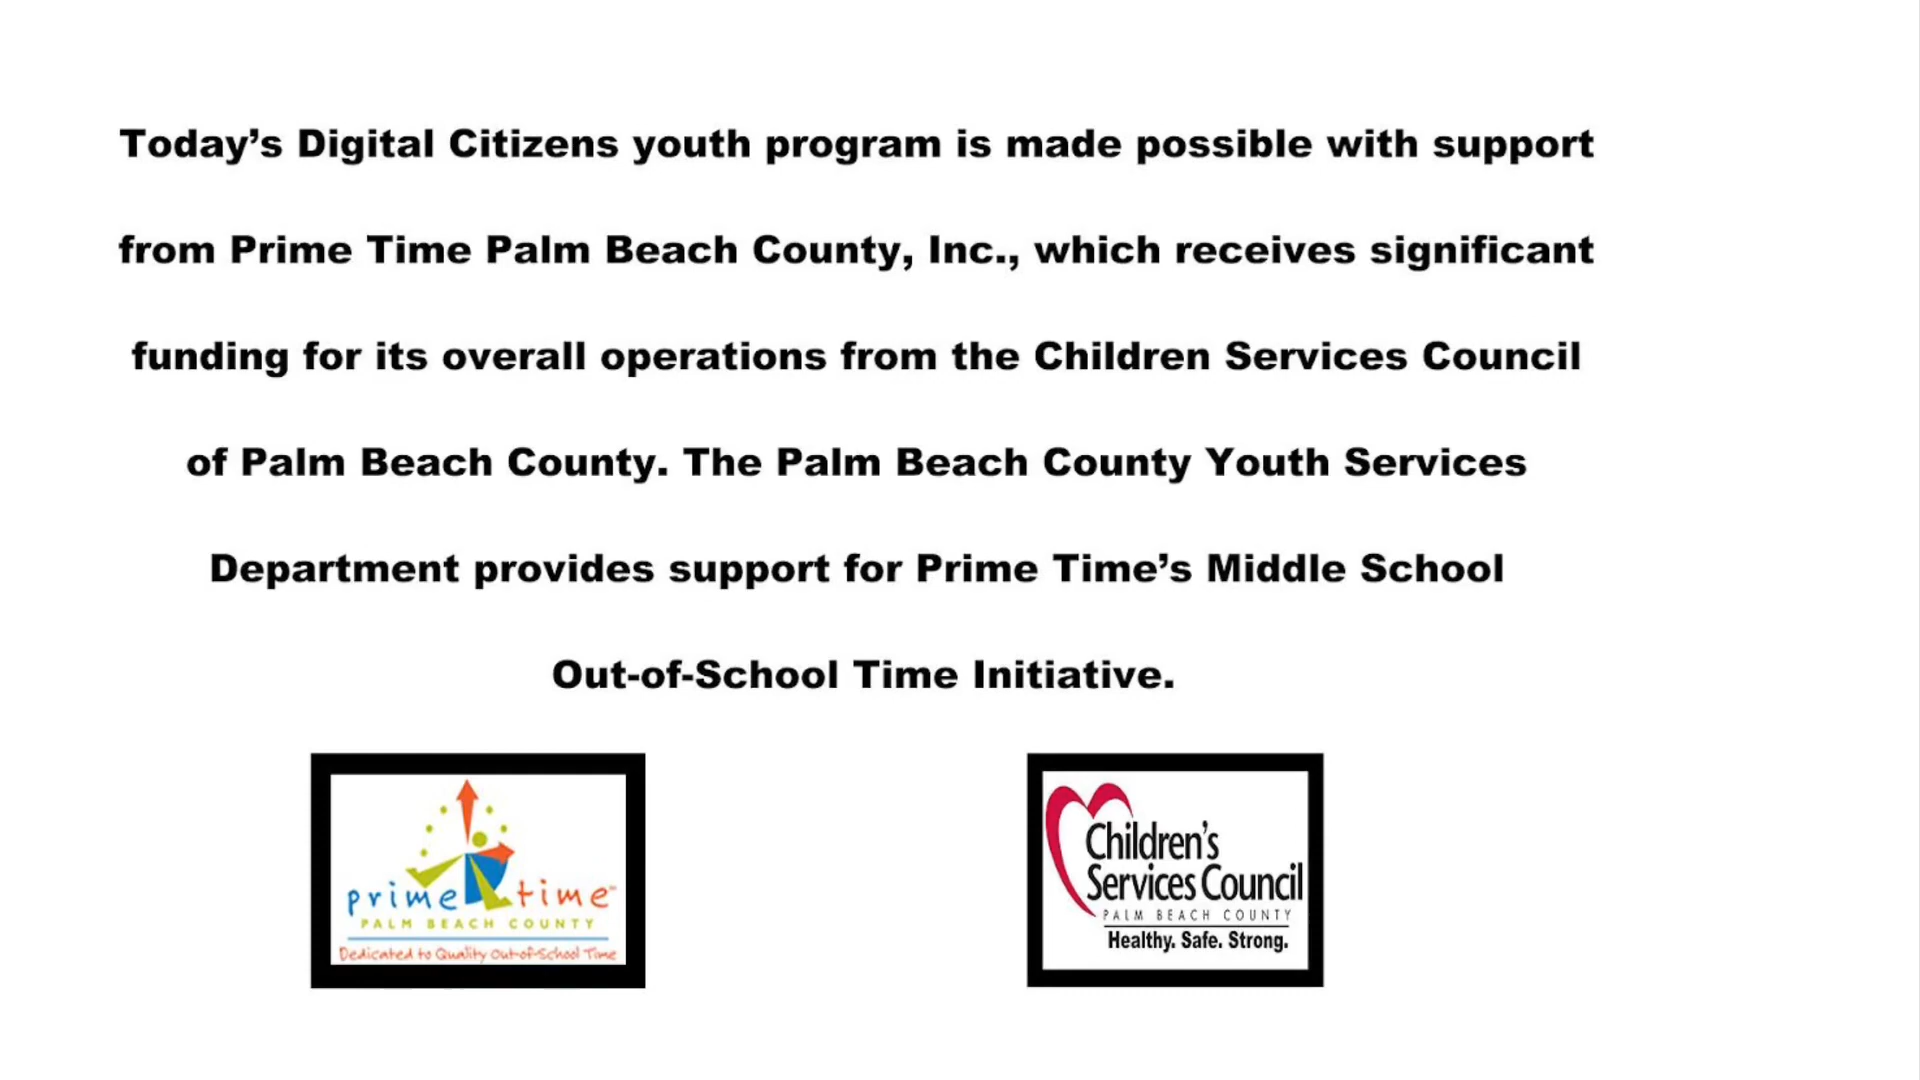 Today’s Digital Citizens youth program is made possible with support
from Prime Time Palm Beach County, Inc., which receives significant
funding for its overall operations from the Children Services Council
of Palm Beach County. The Palm Beach County Youth Services
Department provides support for Prime Time’s Middle School
Out-of-School Time Initiative.
prime time
PALM BEACH COUNTY
Dedicated to Quality Out-of-School Time
Children’s
Services Council
PALM BEACH COUNTY
Healthy. Safe. Strong.